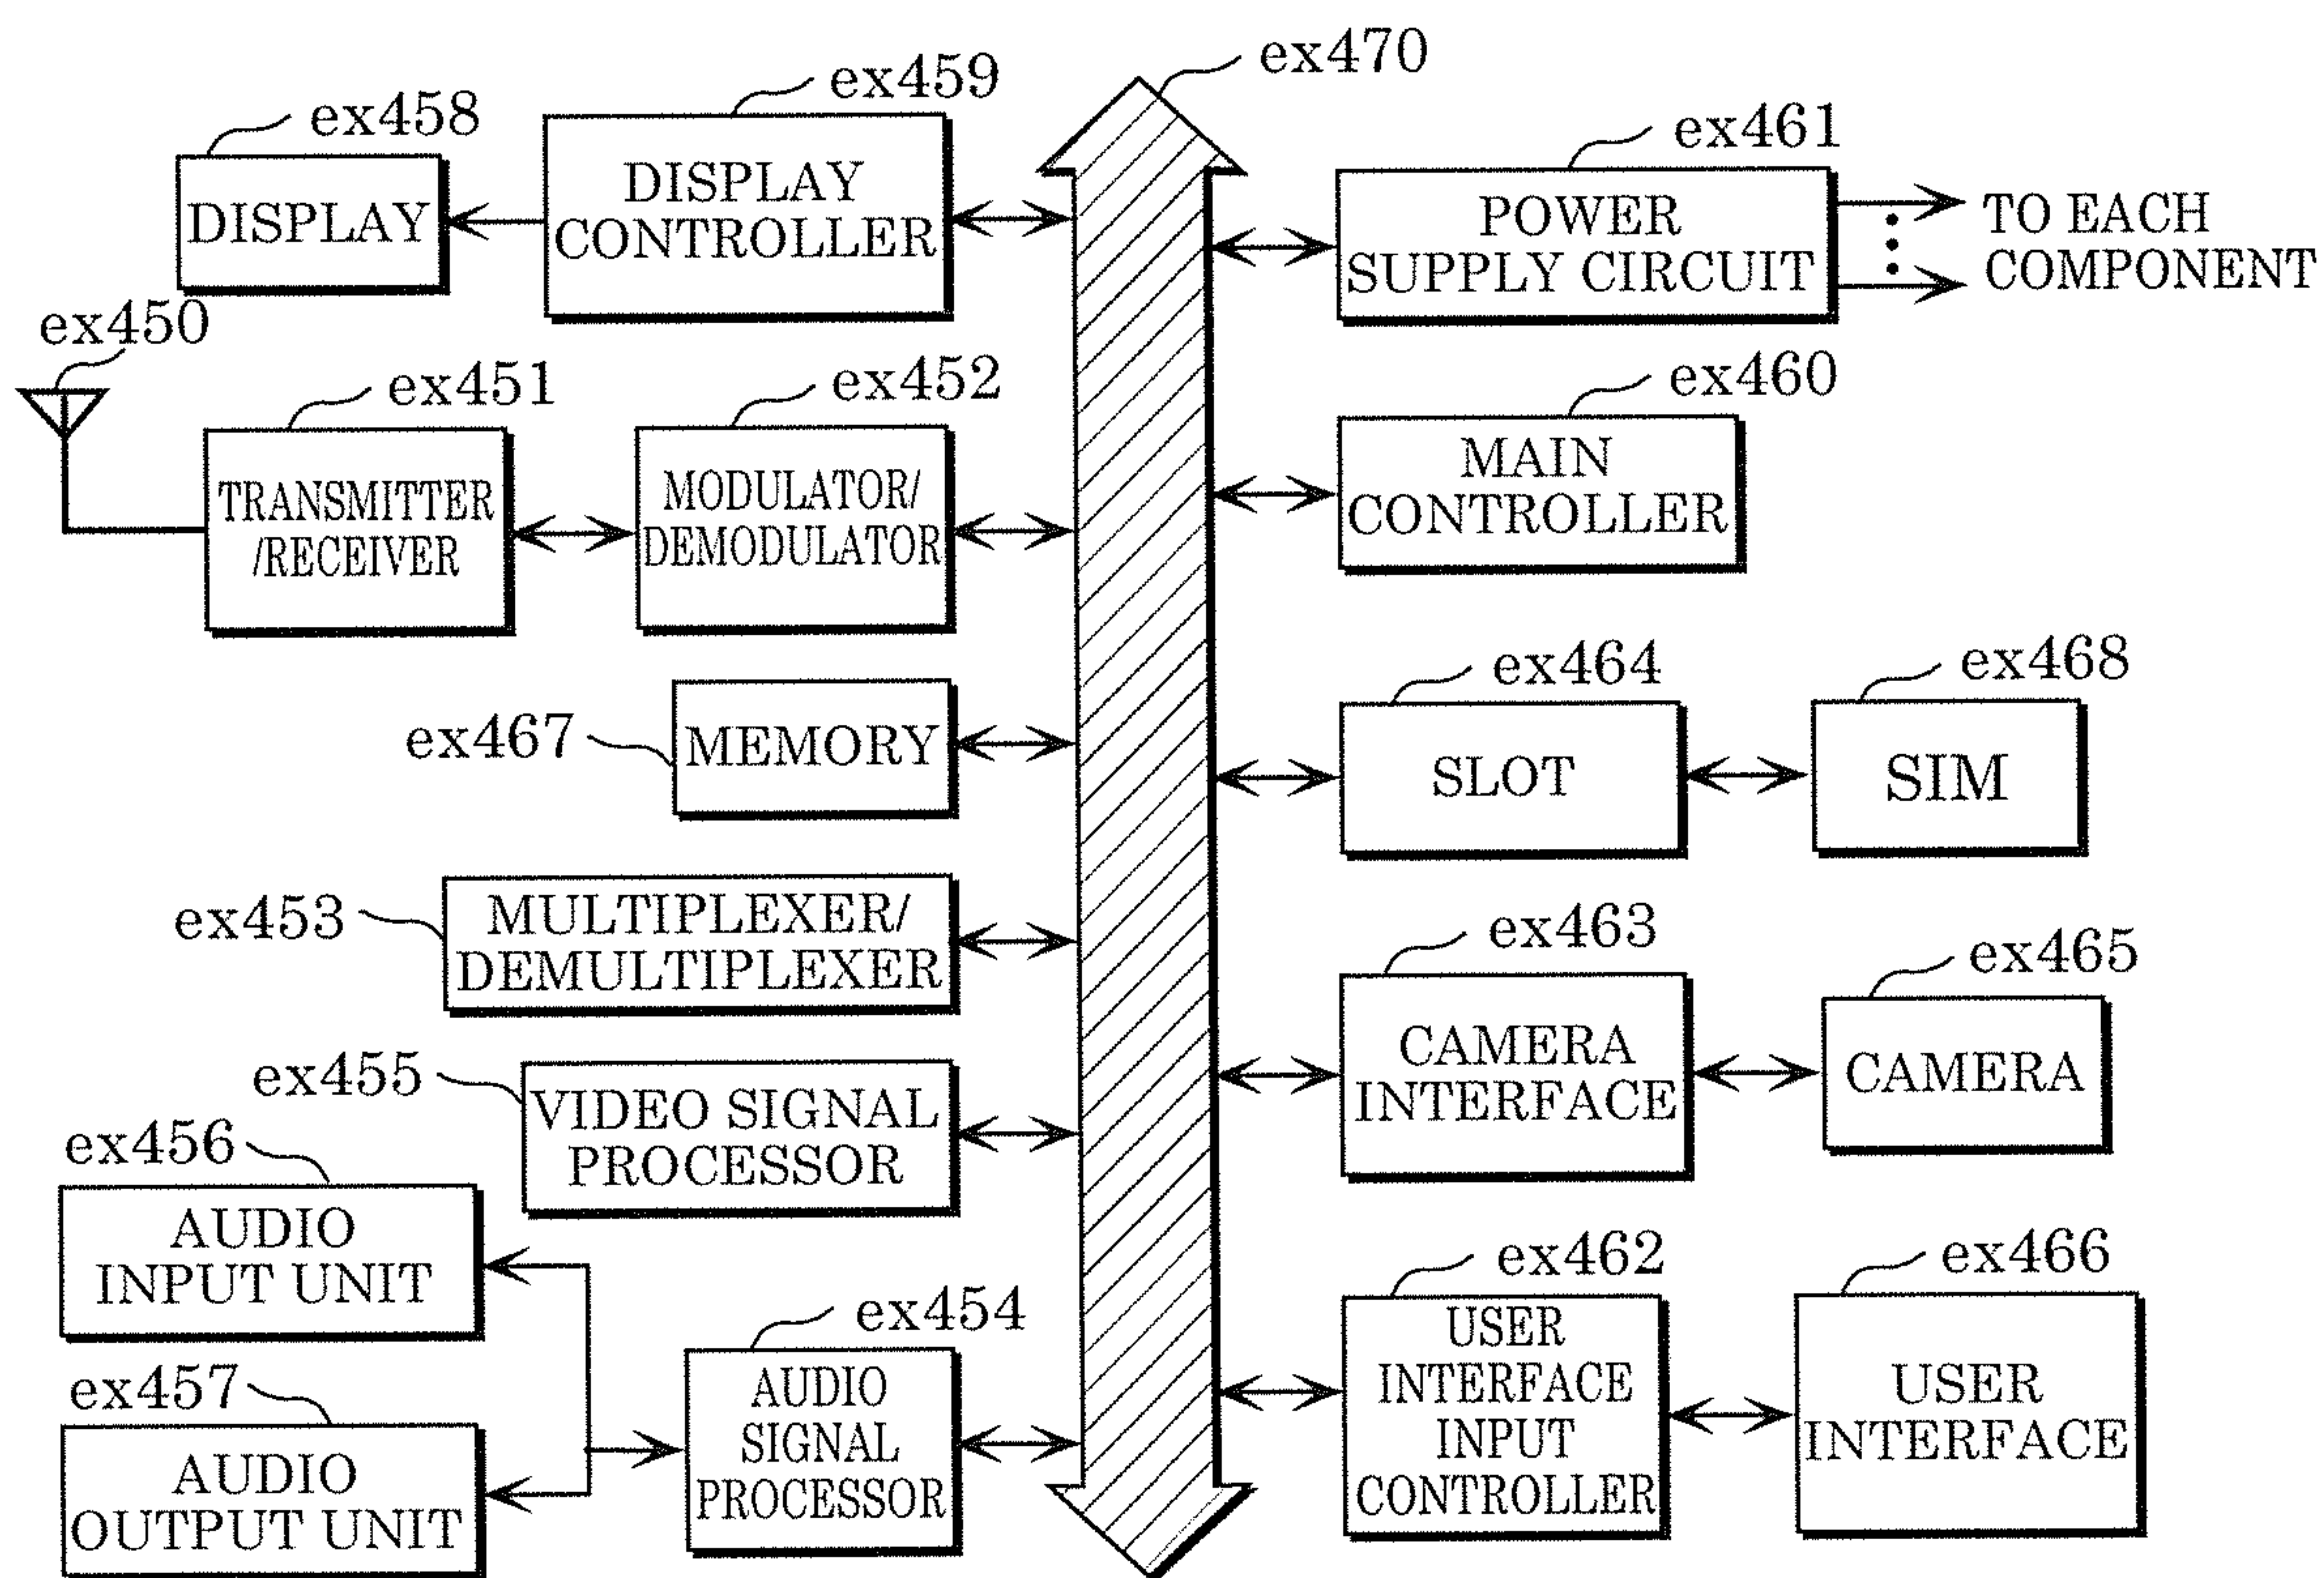 ex470
ex459
ex458
ex461
DISPLAY
CONTROLLER
DISPLAY
POWER
SUPPLY CIRCUIT
TO EACH
COMPONENT
ex450
ex451
ex452
ex460
TRANSMITTER
/RECEIVER
MODULATOR/
DEMODULATOR
MAIN
CONTROLLER
ex467
MEMORY
ex464
ex468
SLOT
SIM
ex453
MULTIPLEXER/
DEMULTIPLEXER
ex463
ex465
CAMERA
INTERFACE
CAMERA
ex455
VIDEO SIGNAL
PROCESSOR
ex456
AUDIO
INPUT UNIT
ex454
ex457
AUDIO
OUTPUT UNIT
AUDIO
SIGNAL
PROCESSOR
ex462
ex466
USER
INTERFACE
INPUT
CONTROLLER
USER
INTERFACE